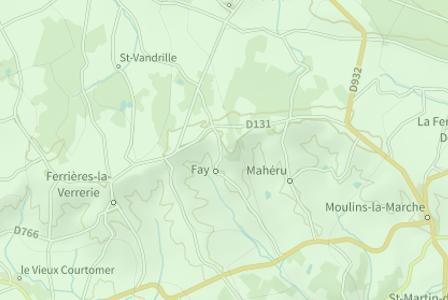 St-Vandrille
D932
D131
La Fer
D
Fay
Mahéru
Ferrières-la-
Verrerie
Moulins-la-Marche
D766
le Vieux Courtomer
St-Martin-d